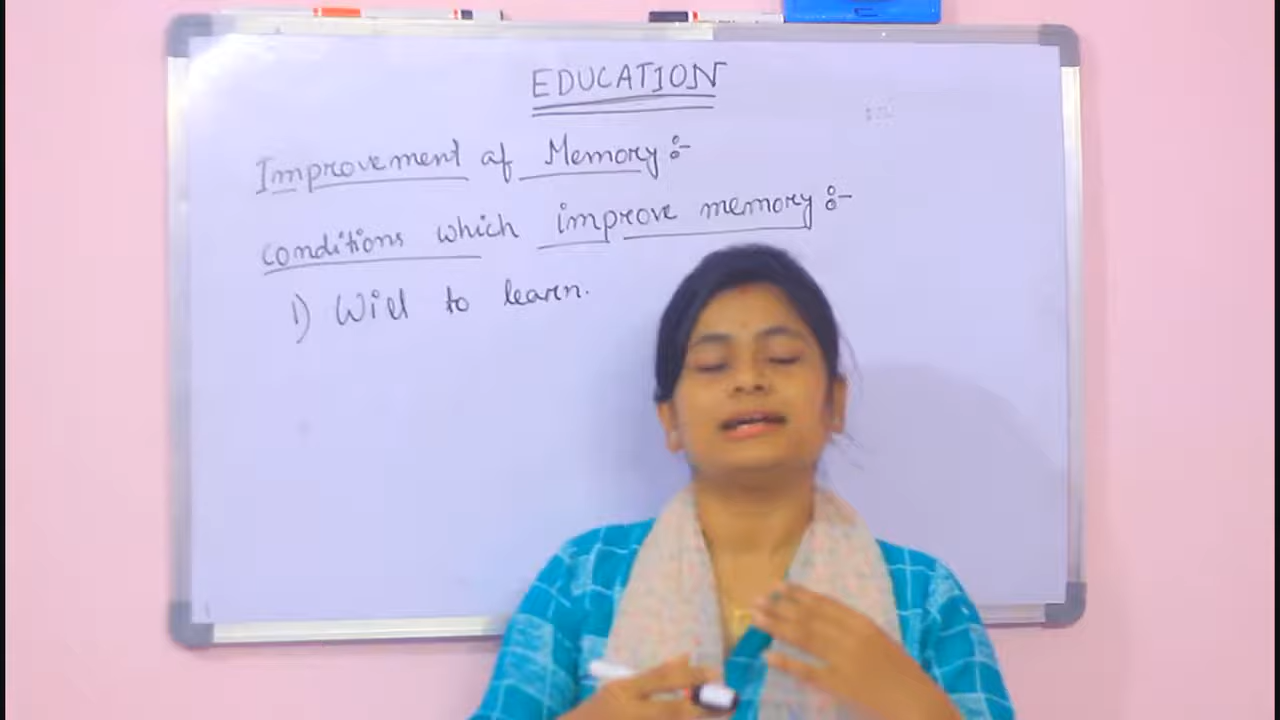 EDUCATION
Improvement of Memory :-
conditions which improve memory :-
1) Will to learn.